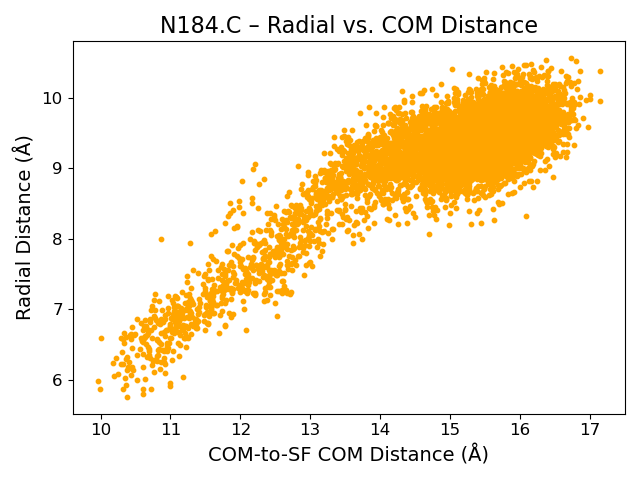 N184.C – Radial vs. COM Distance
Radial Distance (Å)
10
9
8
7
6
10 11 12 13 14 15 16 17
COM-to-SF COM Distance (Å)